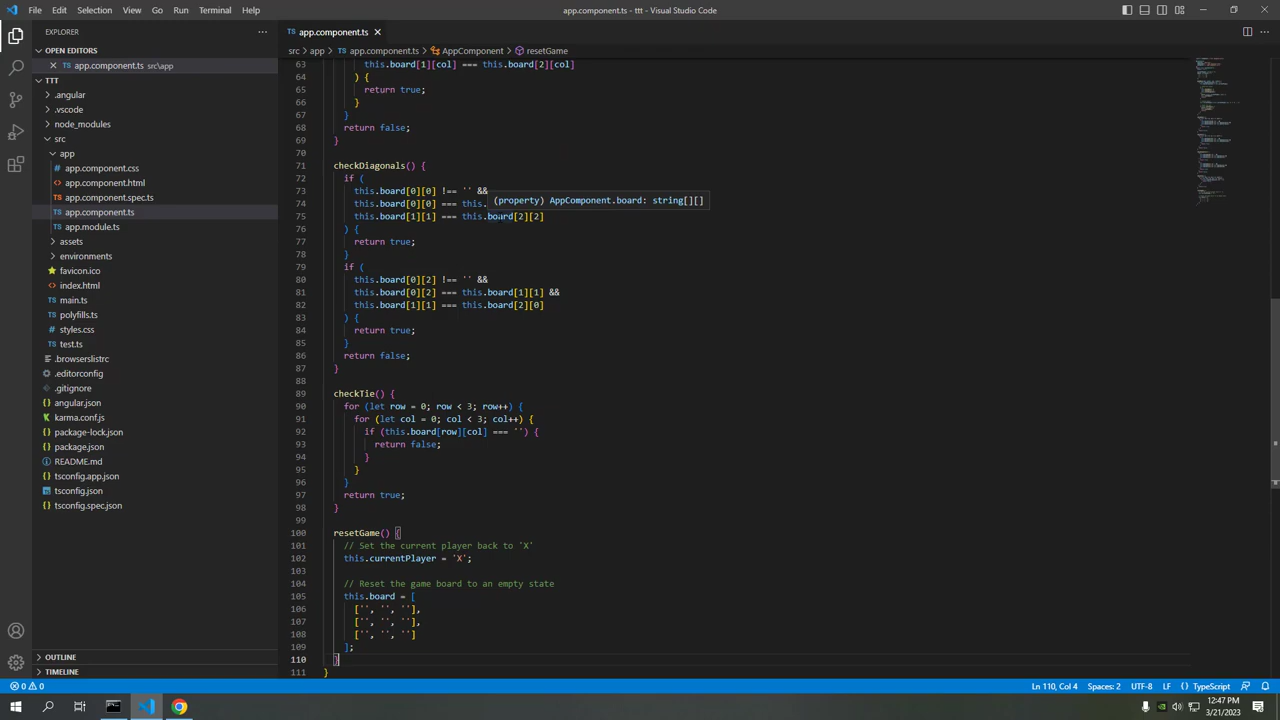 File Edit Selection View Go Run Terminal Help
app.component.ts - ttt - Visual Studio Code
EXPLORER
OPEN EDITORS
app.component.ts src\app
TTT
.angular
.vscode
node_modules
src
app
app.component.css
app.component.html
app.component.spec.ts
TS app.component.ts
TS app.module.ts
assets
environments
favicon.ico
index.html
TS main.ts
TS polyfills.ts
styles.css
TS test.ts
.browserslistrc
.editorconfig
.gitignore
angular.json
karma.conf.js
package-lock.json
package.json
README.md
tsconfig.app.json
tsconfig.json
tsconfig.spec.json
OUTLINE
TIMELINE
TS app.component.ts
src > app > TS app.component.ts > AppComponent > resetGame
63 this.board[1][col] === this.board[2][col]
64 ) {
65 return true;
66 }
67 }
68 return false;
69 }
70
71 checkDiagonals() {
72 if (
73 this.board[0][0] !== '' &&
74 this.board[0][0] === this.
(property) AppComponent.board: string[][]
75 this.board[1][1] === this.board[2][2]
76 ) {
77 return true;
78 }
79 if (
80 this.board[0][2] !== '' &&
81 this.board[0][2] === this.board[1][1] &&
82 this.board[1][1] === this.board[2][0]
83 ) {
84 return true;
85 }
86 return false;
87 }
88
89 checkTie() {
90 for (let row = 0; row < 3; row++) {
91 for (let col = 0; col < 3; col++) {
92 if (this.board[row][col] === '') {
93 return false;
94 }
95 }
96 }
97 return true;
98 }
99
100 resetGame() {
101 // Set the current player back to 'X'
102 this.currentPlayer = 'X';
103
104 // Reset the game board to an empty state
105 this.board = [
106 ['', '', ''],
107 ['', '', ''],
108 ['', '', '']
109 ];
110 }
111 }
0 0
Ln 110, Col 4 Spaces: 2 UTF-8 LF {} TypeScript
12:47 PM
3/21/2023